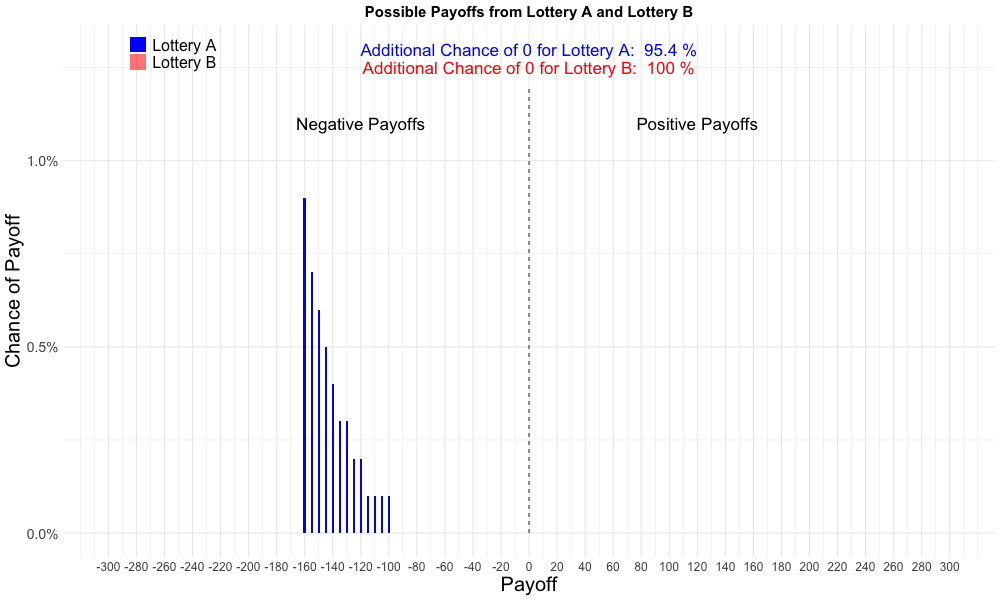 Possible Payoffs from Lottery A and Lottery B
Lottery A
Lottery B
Additional Chance of 0 for Lottery A:  95.4 %
Additional Chance of 0 for Lottery B:  100 %
Negative Payoffs
Positive Payoffs
Chance of Payoff
1.0%
0.5%
0.0%
-300 -280 -260 -240 -220 -200 -180 -160 -140 -120 -100 -80 -60 -40 -20 0 20 40 60 80 100 120 140 160 180 200 220 240 260 280 300
Payoff